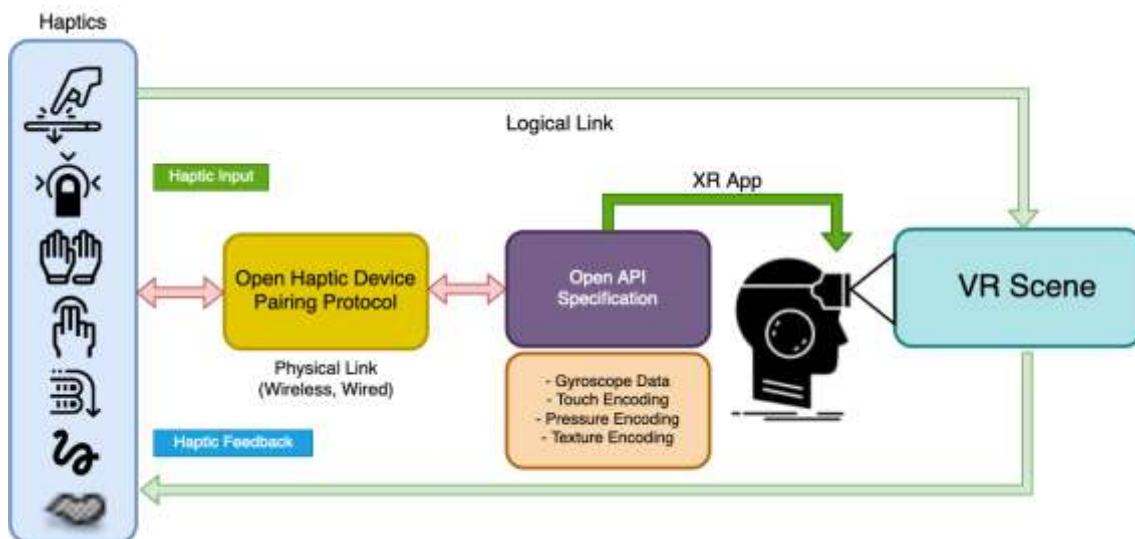 Haptics
Logical Link
Haptic Input
XR App
Open Haptic Device
Pairing Protocol
Open API
Specification
VR Scene
Physical Link
(Wireless, Wired)
- Gyroscope Data
- Touch Encoding
- Pressure Encoding
- Texture Encoding
Haptic Feedback